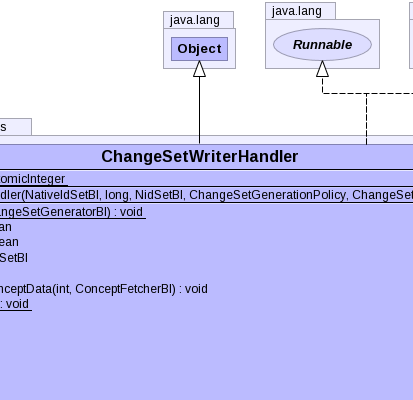 java.lang
java.lang
Object
Runnable
s
ChangeSetWriterHandler
omicInteger
dler(NativeIdSetBI, long, NidSetBI, ChangeSetGenerationPolicy, ChangeSet
angeSetGeneratorBI) : void
an
ean
SetBI
nceptData(int, ConceptFetcherBI) : void
: void